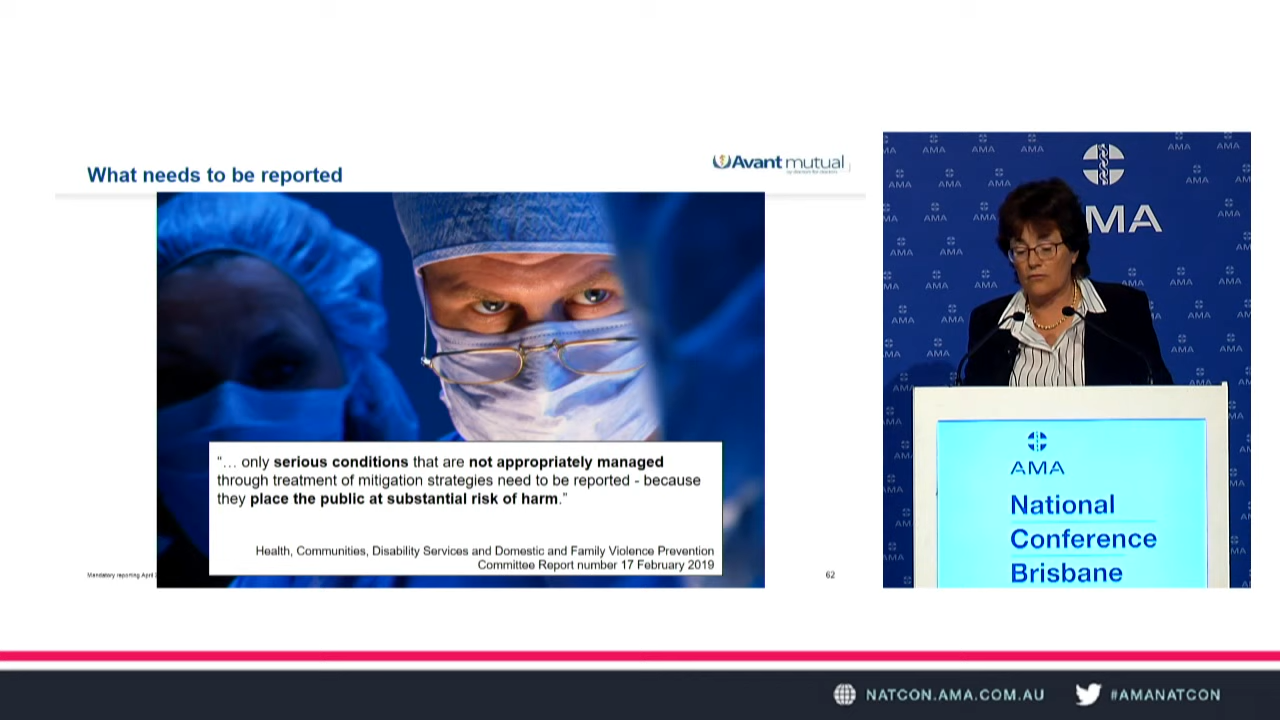 What needs to be reported
Avant mutual
“… only serious conditions that are not appropriately managed
through treatment of mitigation strategies need to be reported - because
they place the public at substantial risk of harm.”
Health, Communities, Disability Services and Domestic and Family Violence Prevention
Committee Report number 17 February 2019
Mandatory reporting April
62
AMA
AMA
National
Conference
Brisbane
NATCON.AMA.COM.AU
#AMANATCON